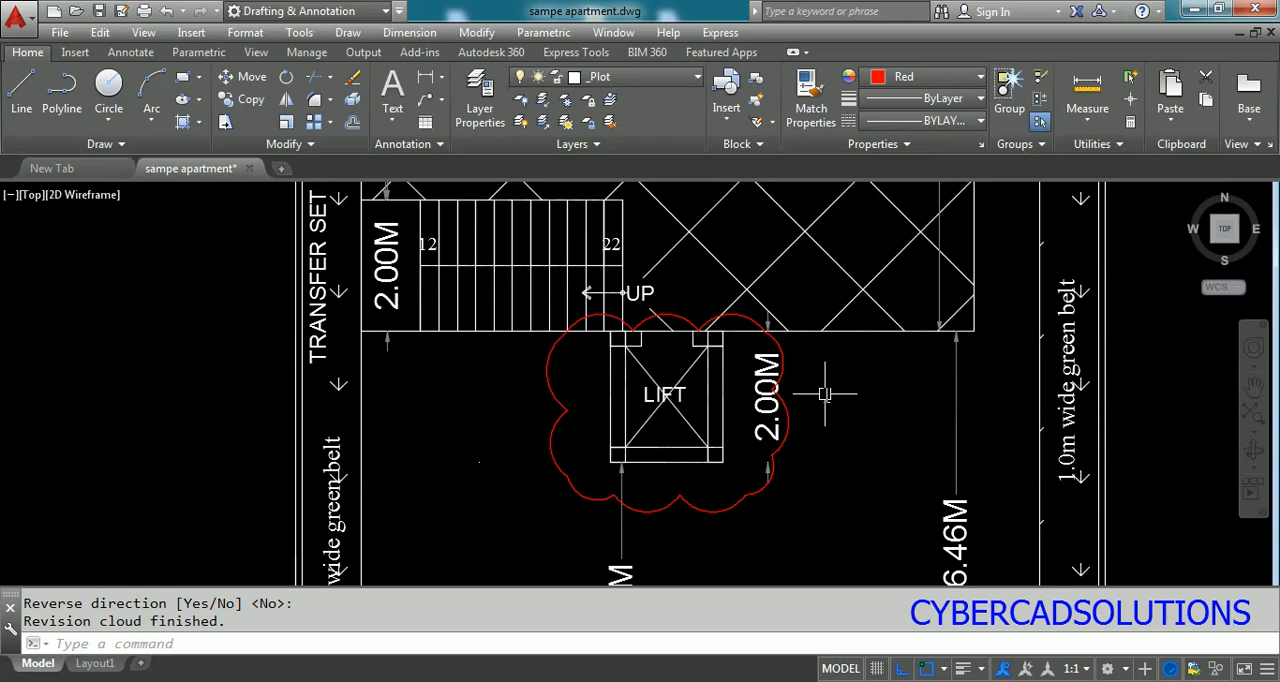 Drafting & Annotation
sampe apartment.dwg
Type a keyword or phrase
Sign In
File Edit View Insert Format Tools Draw Dimension Modify Parametric Window Help Express
Home Insert Annotate Parametric View Manage Output Add-ins Autodesk 360 Express Tools BIM 360 Featured Apps
Line Polyline Circle Arc
Move
Copy
Text
Layer Properties
_Plot
Insert
Match Properties
Red
ByLayer
BYLAY...
Group
Measure
Paste
Base
Draw Modify Annotation Layers Block Properties Groups Utilities Clipboard View
New Tab sampe apartment*
[−][Top][2D Wireframe]
N
W TOP E
S
WCS
TRANSFER SET
2.00M
12
22
UP
LIFT
2.00M
1.0m wide green belt
wide green belt
M
6.46M
Reverse direction [Yes/No] <No>:
Revision cloud finished.
Type a command
CYBERCADSOLUTIONS
Model Layout1
MODEL
1:1